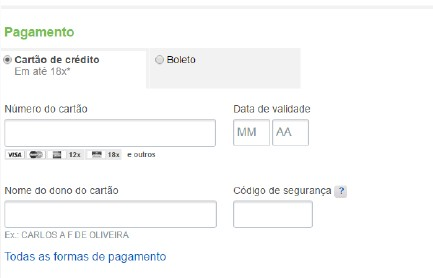 Pagamento
Cartão de crédito
Em até 18x*
Boleto
Número do cartão
Data de validade
MM
AA
VISA 12x 18x e outros
Nome do dono do cartão
Código de segurança ?
Ex.: CARLOS A F DE OLIVEIRA
Todas as formas de pagamento